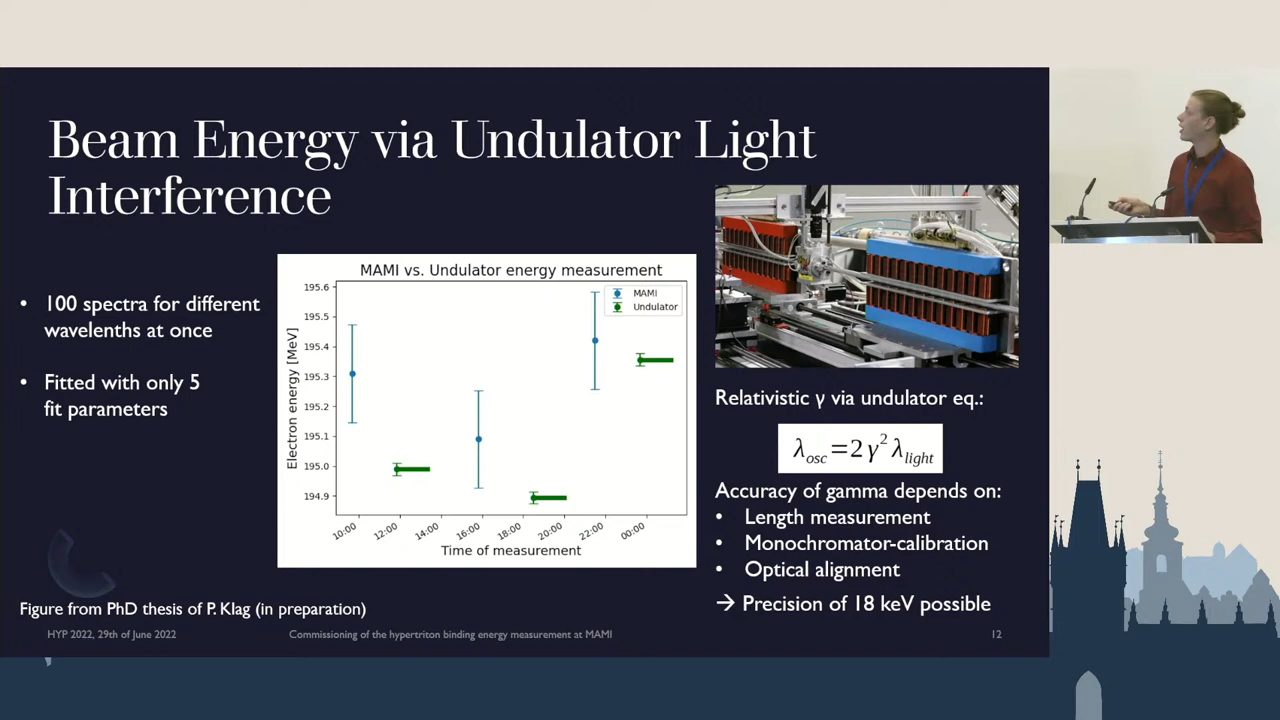 Beam Energy via Undulator Light
Interference
• 100 spectra for different
wavelenths at once
• Fitted with only 5
fit parameters
MAMI vs. Undulator energy measurement
MAMI
Undulator
Electron energy [MeV]
195.6
195.5
195.4
195.3
195.2
195.1
195.0
194.9
10:00
12:00
14:00
16:00
18:00
20:00
22:00
00:00
Time of measurement
Relativistic γ via undulator eq.:
λosc=2γ²λlight
Accuracy of gamma depends on:
• Length measurement
• Monochromator-calibration
• Optical alignment
→ Precision of 18 keV possible
Figure from PhD thesis of P. Klag (in preparation)
HYP 2022, 29th of June 2022
Commissioning of the hypertriton binding energy measurement at MAMI
12